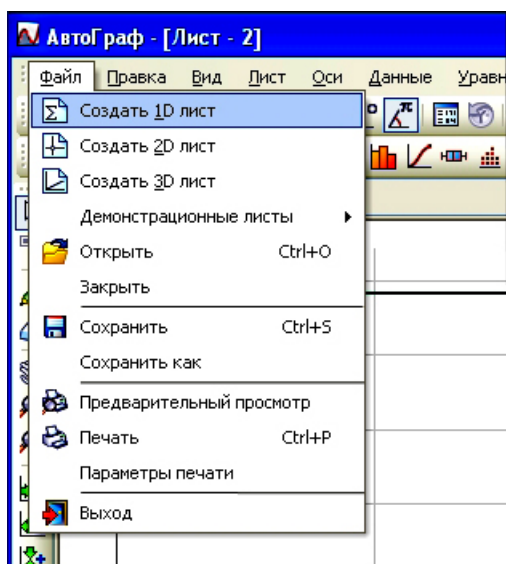 АвтоГраф - [Лист - 2]
Файл Правка Вид Лист Оси Данные
Создать 1D лист
Создать 2D лист
Создать 3D лист
Демонстрационные листы
Открыть Ctrl+O
Закрыть
Сохранить Ctrl+S
Сохранить как
Предварительный просмотр
Печать Ctrl+P
Параметры печати
Выход